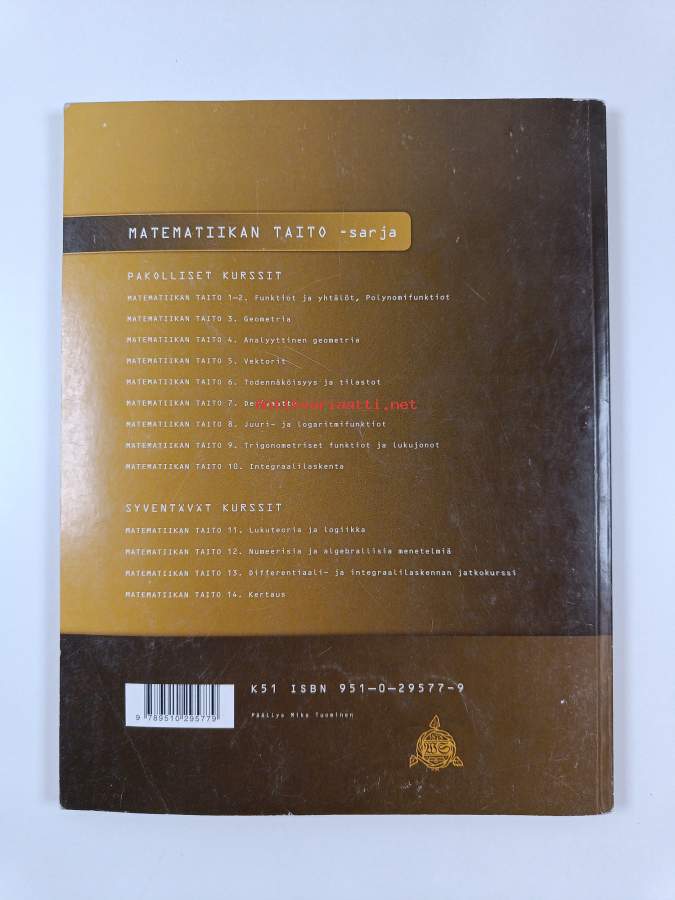 MATEMATIIKAN TAITO -sarja
PAKOLLISET KURSSIT
MATEMATIIKAN TAITO 1—2. Funktiot ja yhtälöt, Polynomifunktiot
MATEMATIIKAN TAITO 3. Geometria
MATEMATIIKAN TAITO 4. Analyyttinen geometria
MATEMATIIKAN TAITO 5. Vektorit
MATEMATIIKAN TAITO 6. Todennäköisyys ja tilastot
MATEMATIIKAN TAITO 7.
MATEMATIIKAN TAITO 8. Juuri- ja logaritmifunktiot
MATEMATIIKAN TAITO 9. Trigonometriset funktiot ja lukujonot
MATEMATIIKAN TAITO 10. Integraalilaskenta
SYVENTÄVÄT KURSSIT
MATEMATIIKAN TAITO 11. Lukuteoria ja logiikka
MATEMATIIKAN TAITO 12. Numeerisia ja algebrallisia menetelmiä
MATEMATIIKAN TAITO 13. Differentiaali- ja integraalilaskennan jatkokurssi
MATEMATIIKAN TAITO 14. Kertaus
K51 ISBN 951—0—29577-9
9 789510 295779
Päällys Mika Tuominen
WS